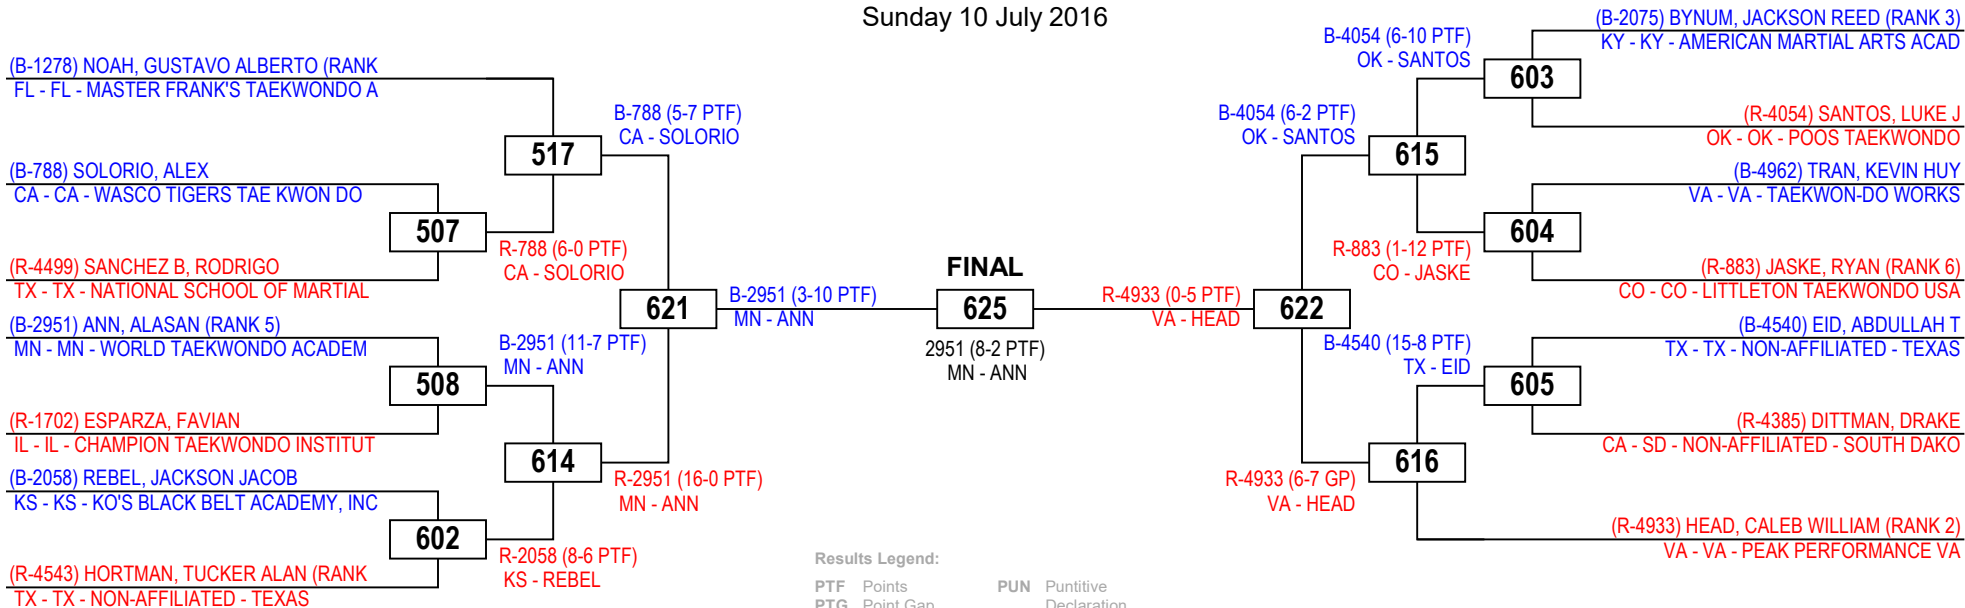 Sunday 10 July 2016
(B-1278) NOAH, GUSTAVO ALBERTO (RANK
FL - FL - MASTER FRANK'S TAEKWONDO A
517
B-788 (5-7 PTF)
CA - SOLORIO
(B-788) SOLORIO, ALEX
CA - CA - WASCO TIGERS TAE KWON DO
507
R-788 (6-0 PTF)
CA - SOLORIO
(R-4499) SANCHEZ B, RODRIGO
TX - TX - NATIONAL SCHOOL OF MARTIAL
621
B-2951 (3-10 PTF)
MN - ANN
(B-2951) ANN, ALASAN (RANK 5)
MN - MN - WORLD TAEKWONDO ACADEM
508
B-2951 (11-7 PTF)
MN - ANN
(R-1702) ESPARZA, FAVIAN
IL - IL - CHAMPION TAEKWONDO INSTITUT
614
R-2951 (16-0 PTF)
MN - ANN
(B-2058) REBEL, JACKSON JACOB
KS - KS - KO'S BLACK BELT ACADEMY, INC
602
R-2058 (8-6 PTF)
KS - REBEL
(R-4543) HORTMAN, TUCKER ALAN (RANK
TX - TX - NON-AFFILIATED - TEXAS
FINAL
625
2951 (8-2 PTF)
MN - ANN
(B-2075) BYNUM, JACKSON REED (RANK 3)
KY - KY - AMERICAN MARTIAL ARTS ACAD
B-4054 (6-10 PTF)
OK - SANTOS
603
(R-4054) SANTOS, LUKE J
OK - OK - POOS TAEKWONDO
B-4054 (6-2 PTF)
OK - SANTOS
615
(B-4962) TRAN, KEVIN HUY
VA - VA - TAEKWON-DO WORKS
604
R-883 (1-12 PTF)
CO - JASKE
(R-883) JASKE, RYAN (RANK 6)
CO - CO - LITTLETON TAEKWONDO USA
R-4933 (0-5 PTF)
VA - HEAD
622
(B-4540) EID, ABDULLAH T
TX - TX - NON-AFFILIATED - TEXAS
B-4540 (15-8 PTF)
TX - EID
605
(R-4385) DITTMAN, DRAKE
CA - SD - NON-AFFILIATED - SOUTH DAKO
616
R-4933 (6-7 GP)
VA - HEAD
(R-4933) HEAD, CALEB WILLIAM (RANK 2)
VA - VA - PEAK PERFORMANCE VA
Results Legend:
PTF Points PUN Puntitive
PTG Point Gap Declaration